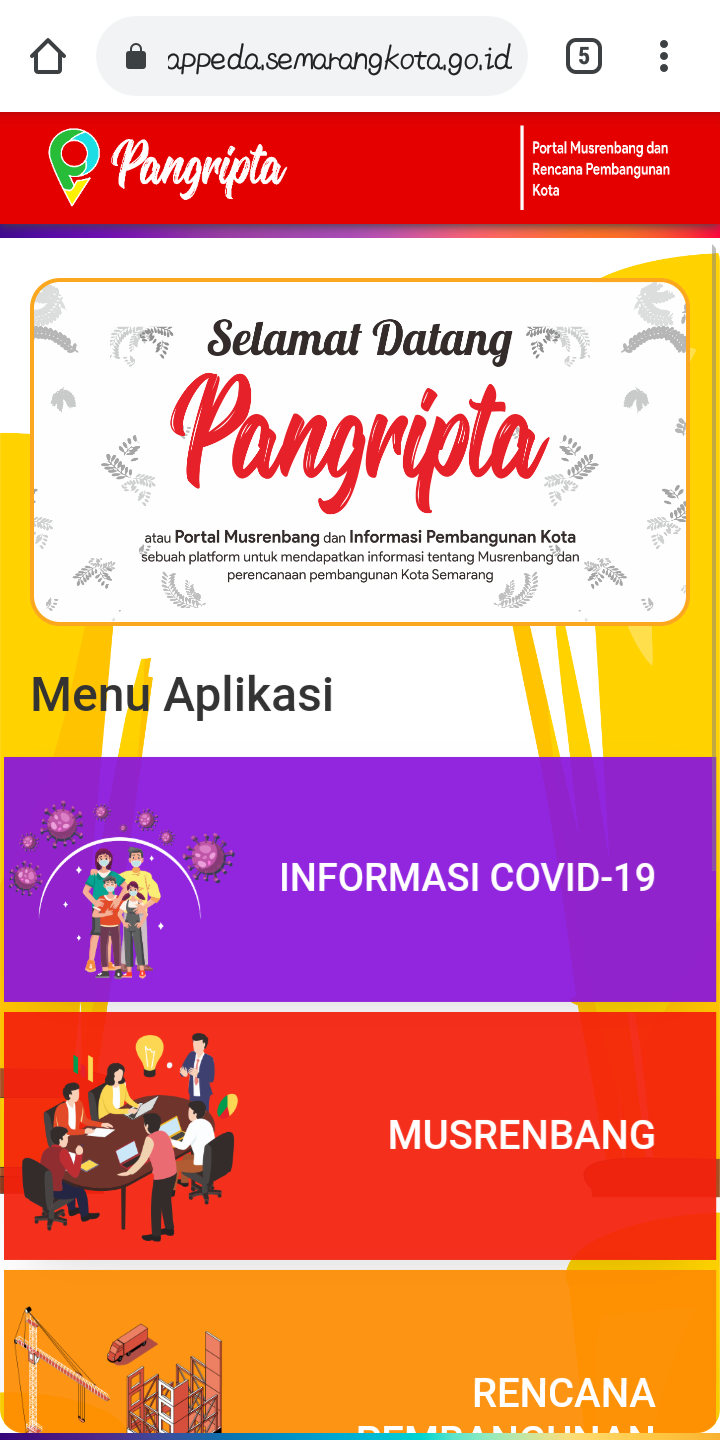 appeda.semarangkota.go.id
5
Pangripta
Portal Musrenbang dan
Rencana Pembangunan
Kota
Selamat Datang
Pangripta
atau Portal Musrenbang dan Informasi Pembangunan Kota
sebuah platform untuk mendapatkan informasi tentang Musrenbang dan
perencanaan pembangunan Kota Semarang
Menu Aplikasi
INFORMASI COVID-19
MUSRENBANG
RENCANA
PEMBANGUNAN